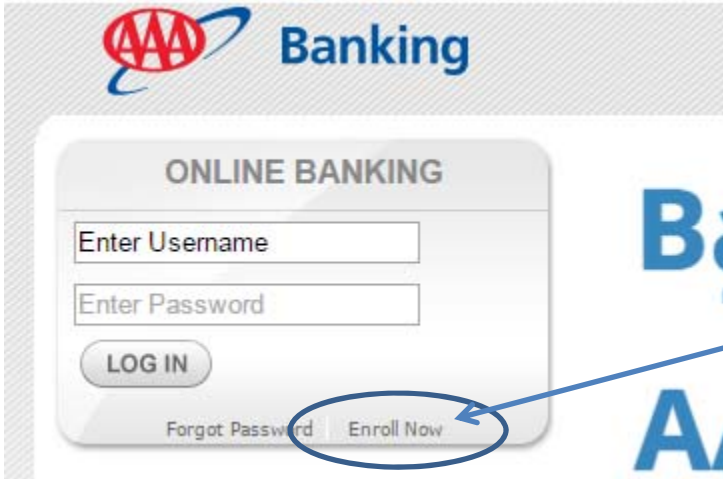 AAA Banking
ONLINE BANKING
Enter Username
Enter Password
LOG IN
Forgot Password Enroll Now